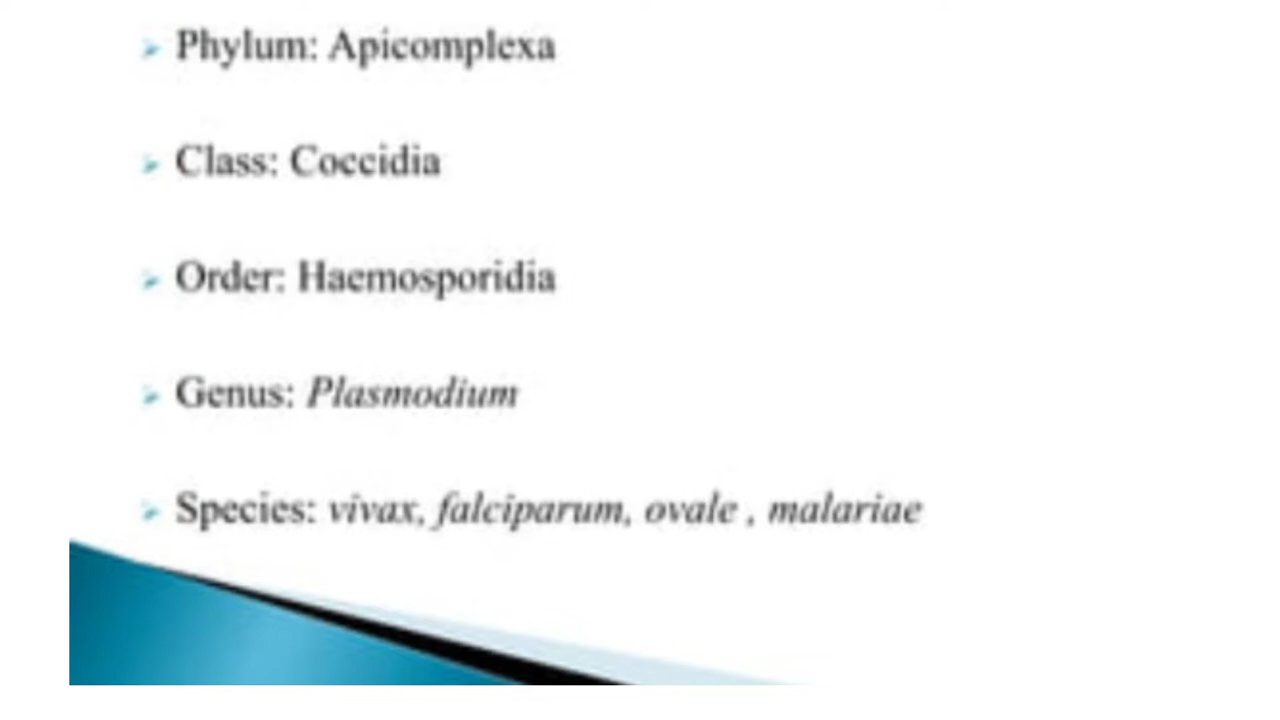 Phylum: Apicomplexa
Class: Coccidia
Order: Haemosporidia
Genus: Plasmodium
Species: vivax, falciparum, ovale , malariae